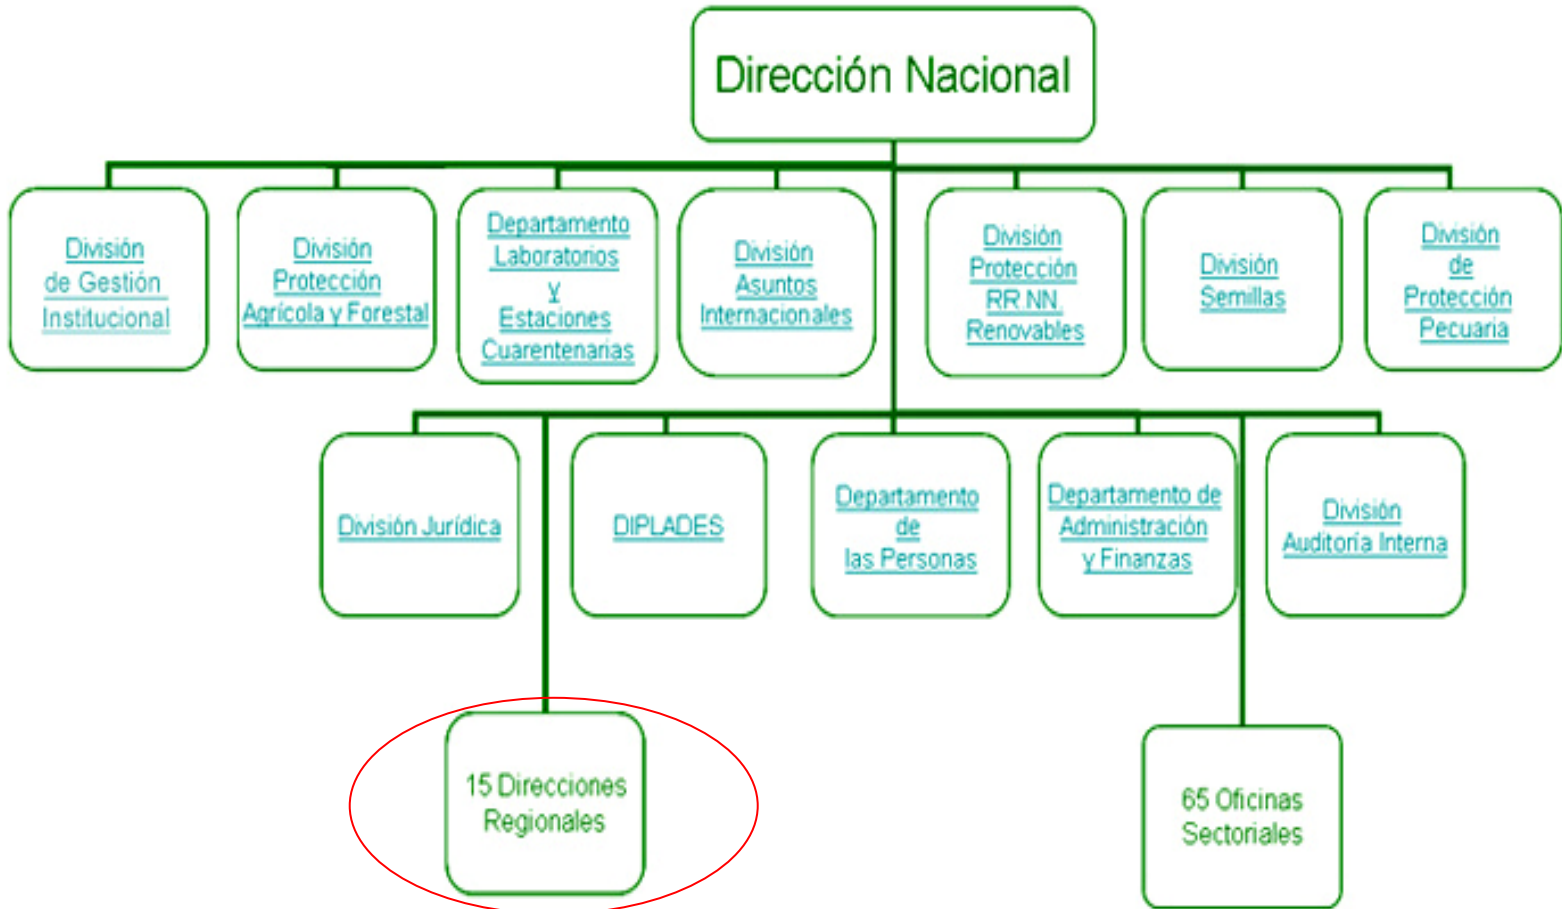 Dirección Nacional
División
de Gestión
Institucional
División
Protección
Agrícola y Forestal
Departamento
Laboratorios
y
Estaciones
Cuarentenarias
División
Asuntos
Internacionales
División
Protección
RR NN
Renovables
División
Semillas
División
de
Protección
Pecuaria
División Jurídica
DIPLADES
Departamento
de
las Personas
Departamento de
Administración
y Finanzas
División
Auditoría Interna
15 Direcciones
Regionales
65 Oficinas
Sectoriales